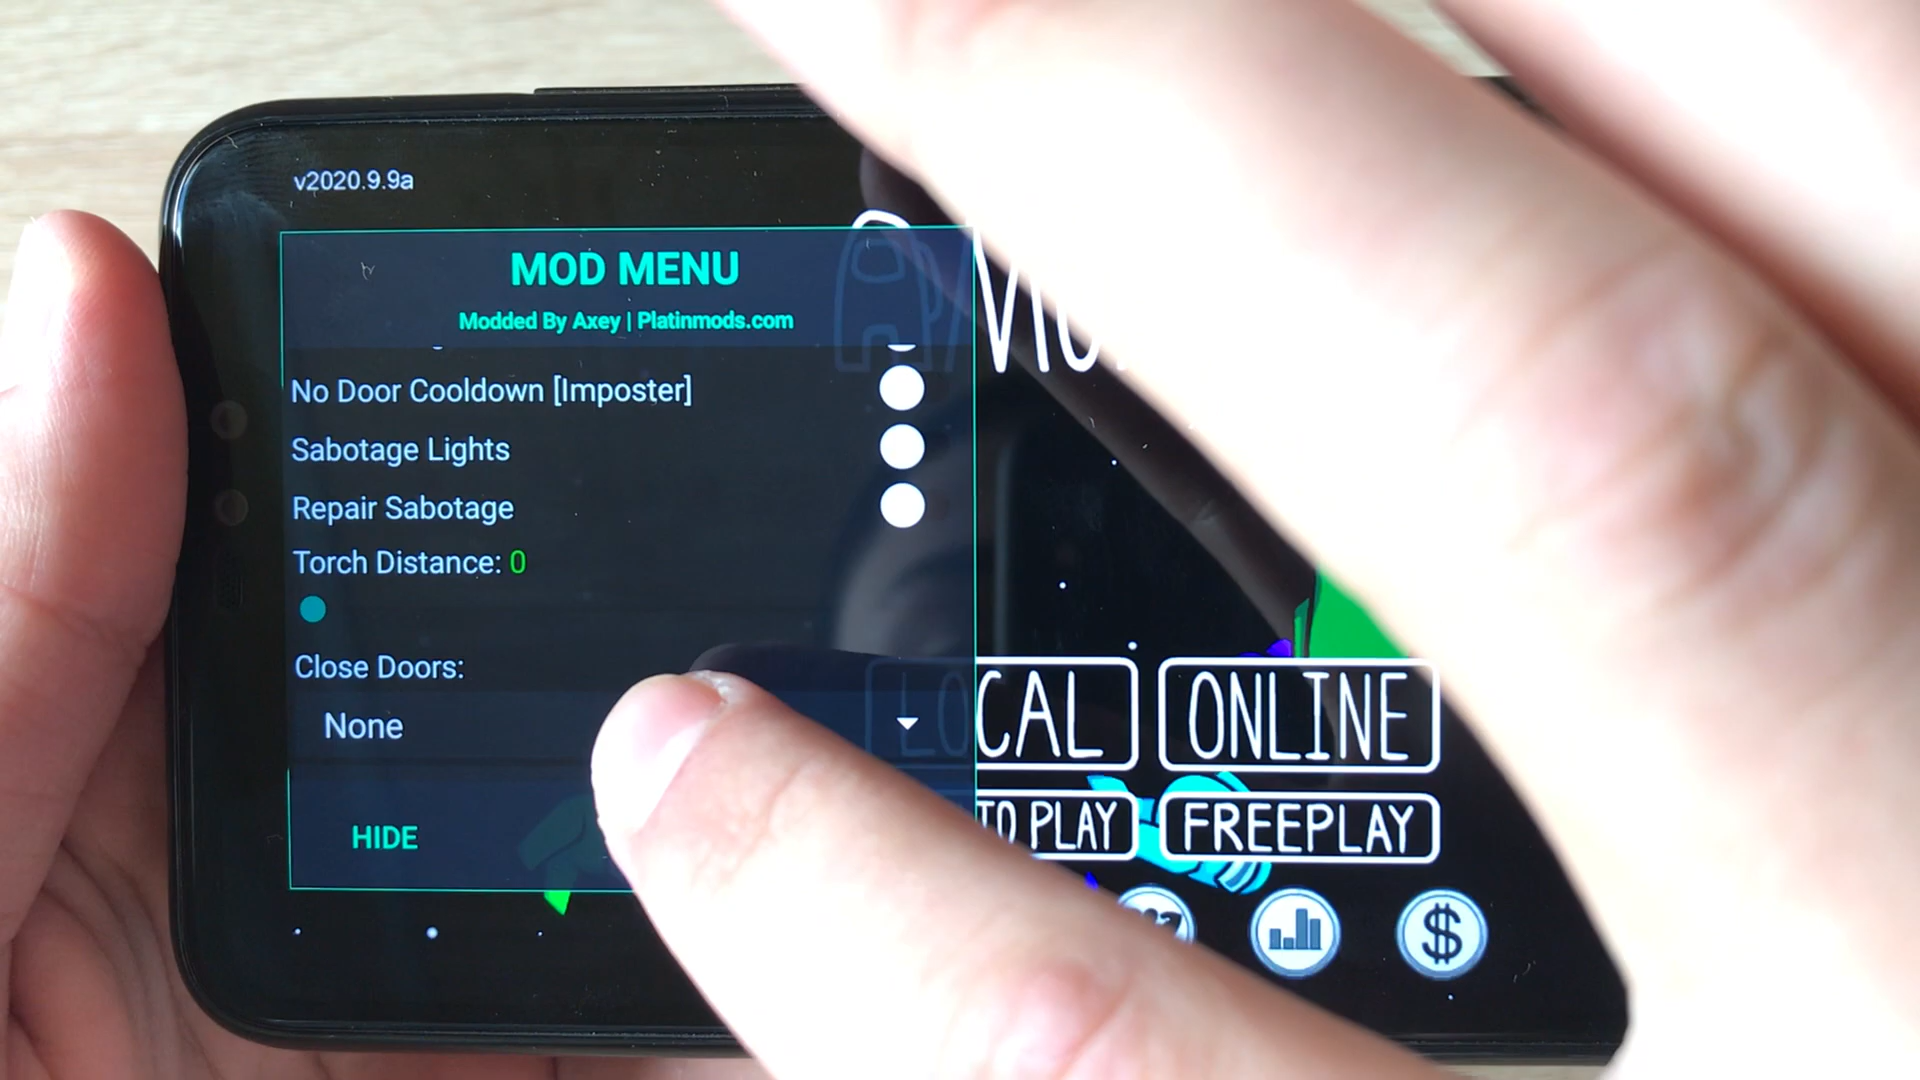 v2020.9.9a
MOD MENU
Modded By Axey | Platinmods.com
No Door Cooldown [Imposter]
Sabotage Lights
Repair Sabotage
Torch Distance: 0
Close Doors:
None
HIDE
LOCAL
ONLINE
TO PLAY
FREEPLAY
$